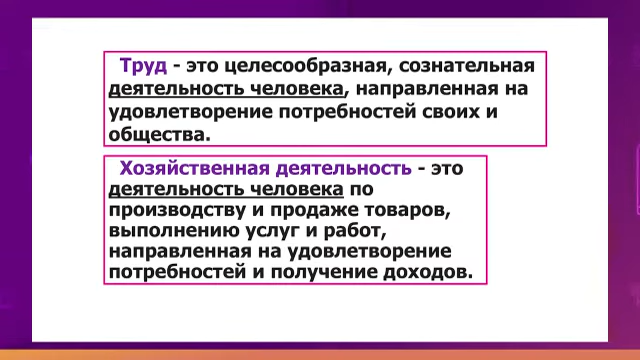 Труд - это целесообразная, сознательная
деятельность человека, направленная на
удовлетворение потребностей своих и
общества.
Хозяйственная деятельность - это
деятельность человека по
производству и продаже товаров,
выполнению услуг и работ,
направленная на удовлетворение
потребностей и получение доходов.